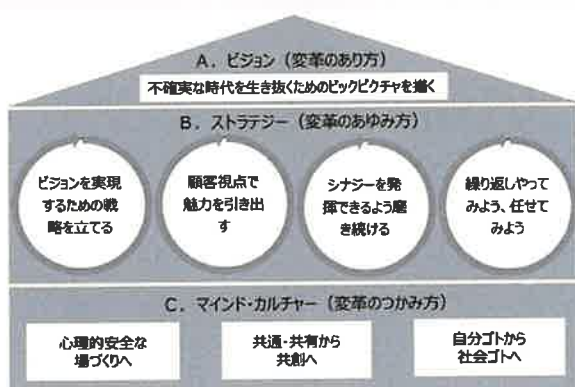 A．ビジョン（変革のあり方）
不確実な時代を生き抜くためのビックピクチャを描く
B．ストラテジー（変革のあゆみ方）
ビジョンを実現
するための戦
略を立てる
顧客視点で
魅力を引き出
す
シナジーを発
揮できるよう磨
き続ける
繰り返しやって
みよう、任せて
みよう
C．マインド・カルチャー（変革のつかみ方）
心理的安全な
場づくりへ
共通・共有から
共創へ
自分ゴトから
社会ゴトへ